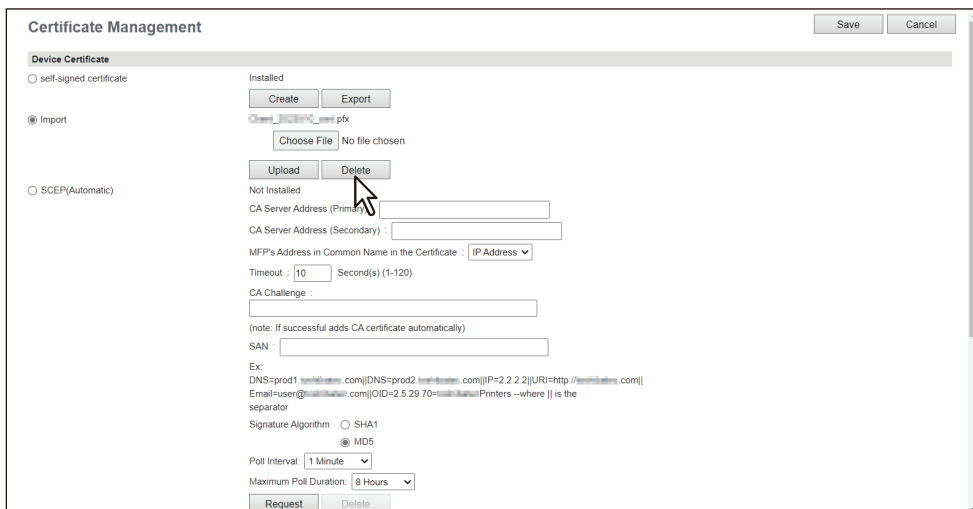 Certificate Management
Save Cancel
Device Certificate
self-signed certificate Installed
Create Export
Import .pfx
Choose File No file chosen
Upload Delete
SCEP(Automatic) Not Installed
CA Server Address (Primary)
CA Server Address (Secondary) :
MFP's Address in Common Name in the Certificate : IP Address
Timeout : 10 Second(s) (1-120)
CA Challenge :
(note: If successful adds CA certificate automatically)
SAN :
Ex:
DNS=prod1. .com||DNS=prod2. .com||IP=2.2.2.2||URI=http:// .com||
Email=user@ .com||OID=2.5.29.70= Printers --where || is the
separator
Signature Algorithm SHA1
MD5
Poll Interval: 1 Minute
Maximum Poll Duration: 8 Hours
Request Delete